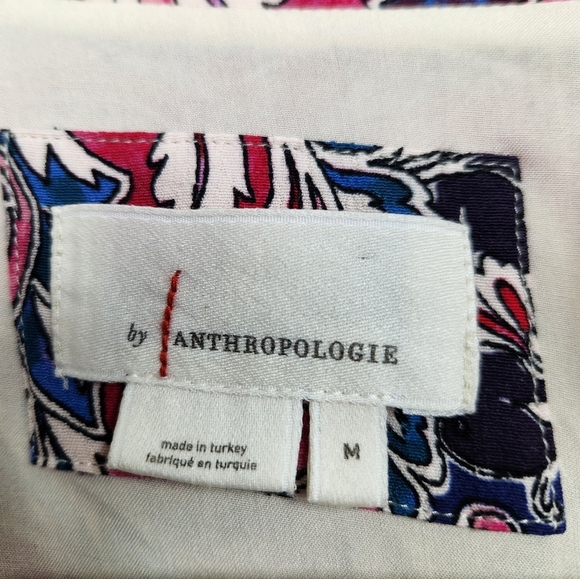 by ANTHROPOLOGIE
made in turkey
fabriqué en turquie
M